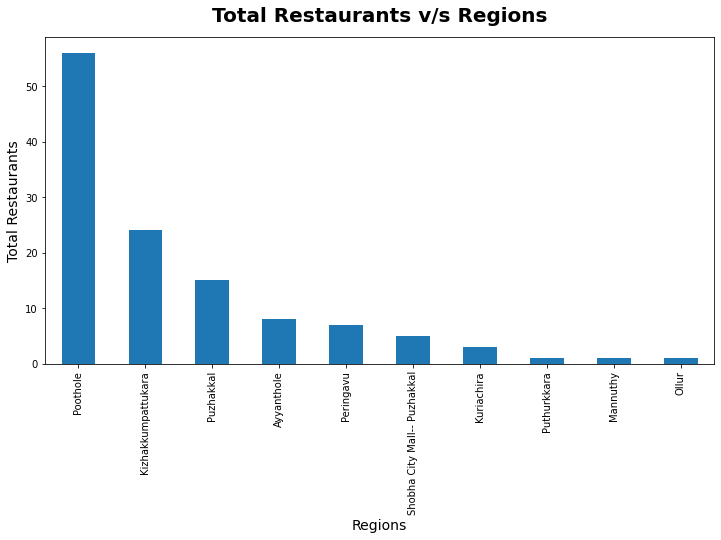 Total Restaurants v/s Regions
Total Restaurants
50
40
30
20
10
0
Poothole
Kizhakkumpattukara
Puzhakkal
Ayyanthole
Peringavu
Shobha City Mall-- Puzhakkal
Kuriachira
Puthurkkara
Mannuthy
Ollur
Regions